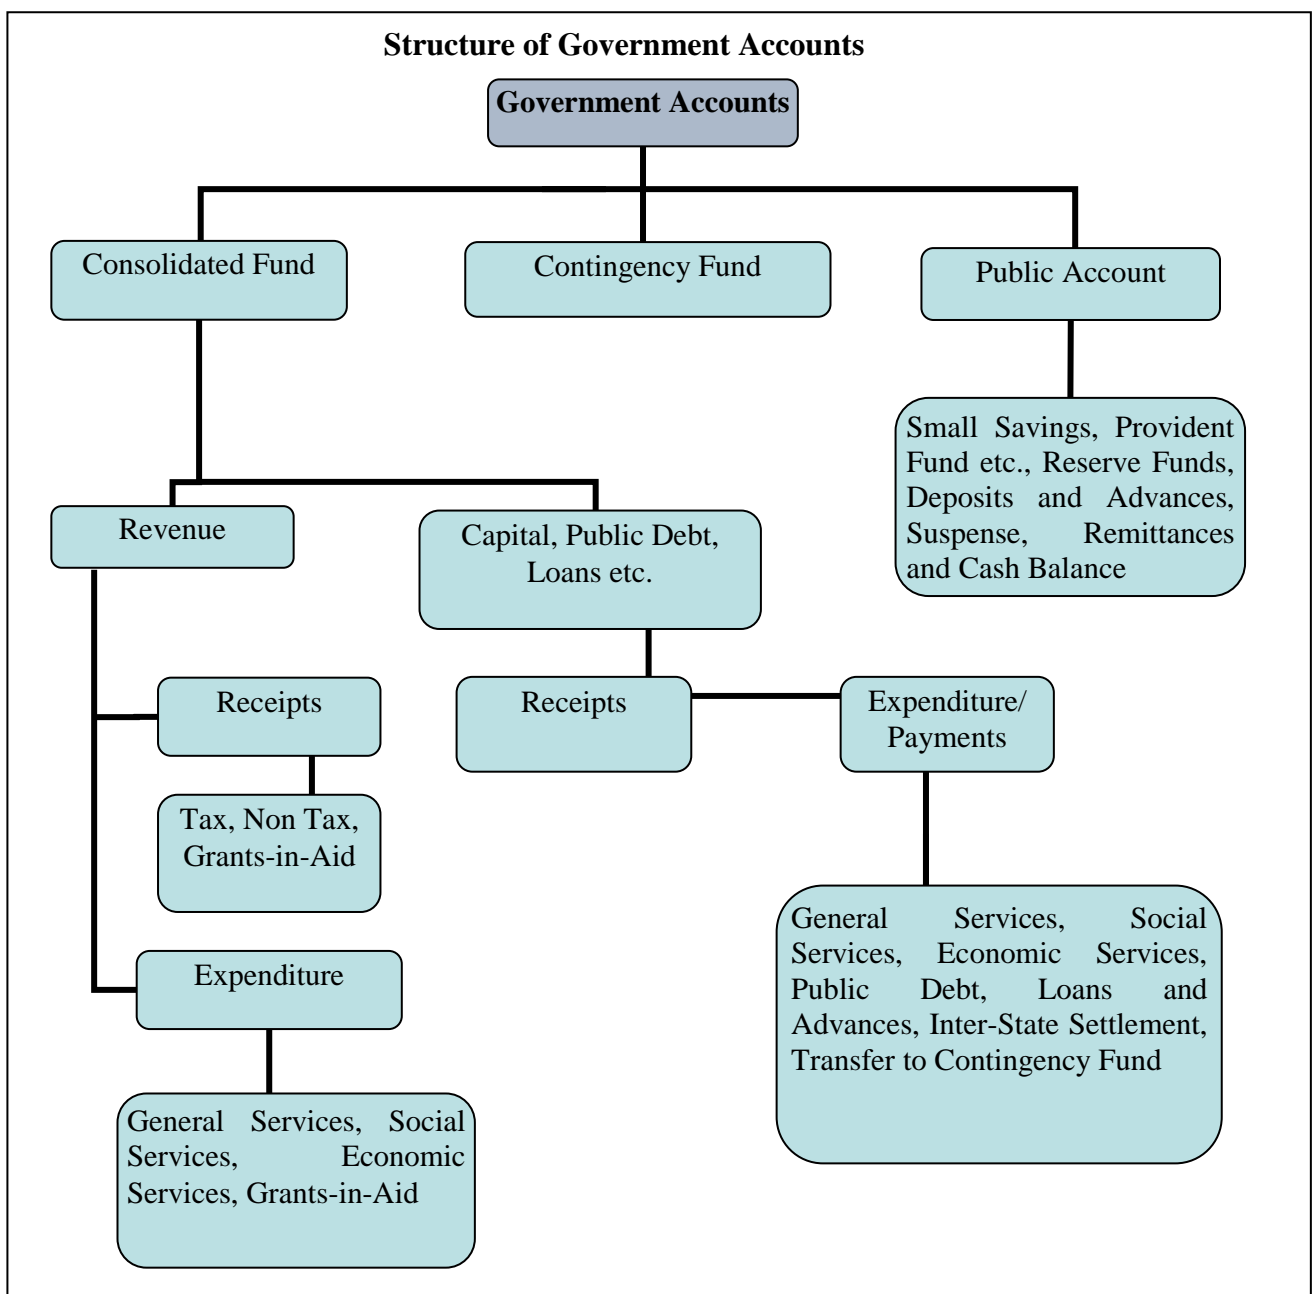 Structure of Government Accounts
Government Accounts
Consolidated Fund
Contingency Fund
Public Account
Small Savings, Provident
Fund etc., Reserve Funds,
Deposits and Advances,
Suspense, Remittances
and Cash Balance
Revenue
Capital, Public Debt,
Loans etc.
Receipts
Receipts
Expenditure/
Payments
Tax, Non Tax,
Grants-in-Aid
General Services, Social
Services, Economic Services,
Public Debt, Loans and
Advances, Inter-State Settlement,
Transfer to Contingency Fund
Expenditure
General Services, Social
Services, Economic
Services, Grants-in-Aid